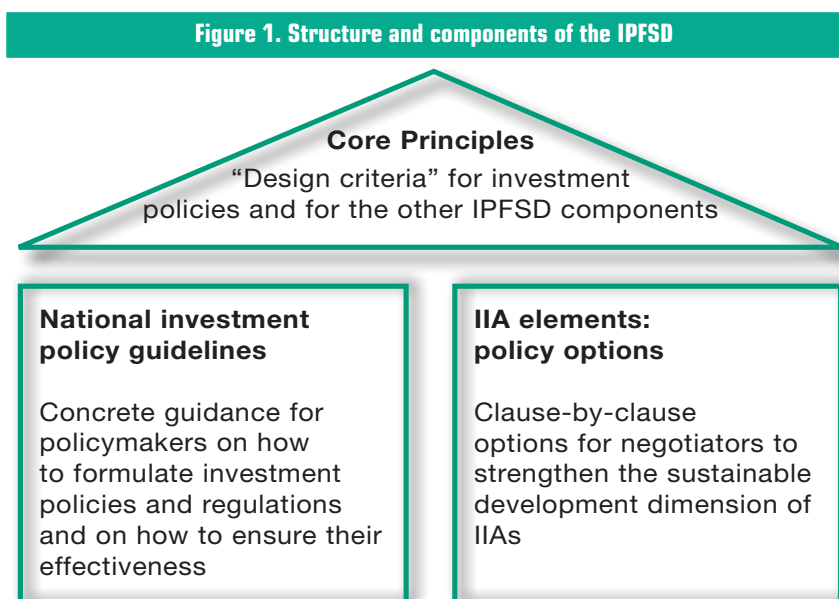 Figure 1. Structure and components of the IPFSD
Core Principles
“Design criteria” for investment
policies and for the other IPFSD components
National investment
policy guidelines
Concrete guidance for
policymakers on how
to formulate investment
policies and regulations
and on how to ensure their
effectiveness
IIA elements:
policy options
Clause-by-clause
options for negotiators to
strengthen the sustainable
development dimension of
IIAs